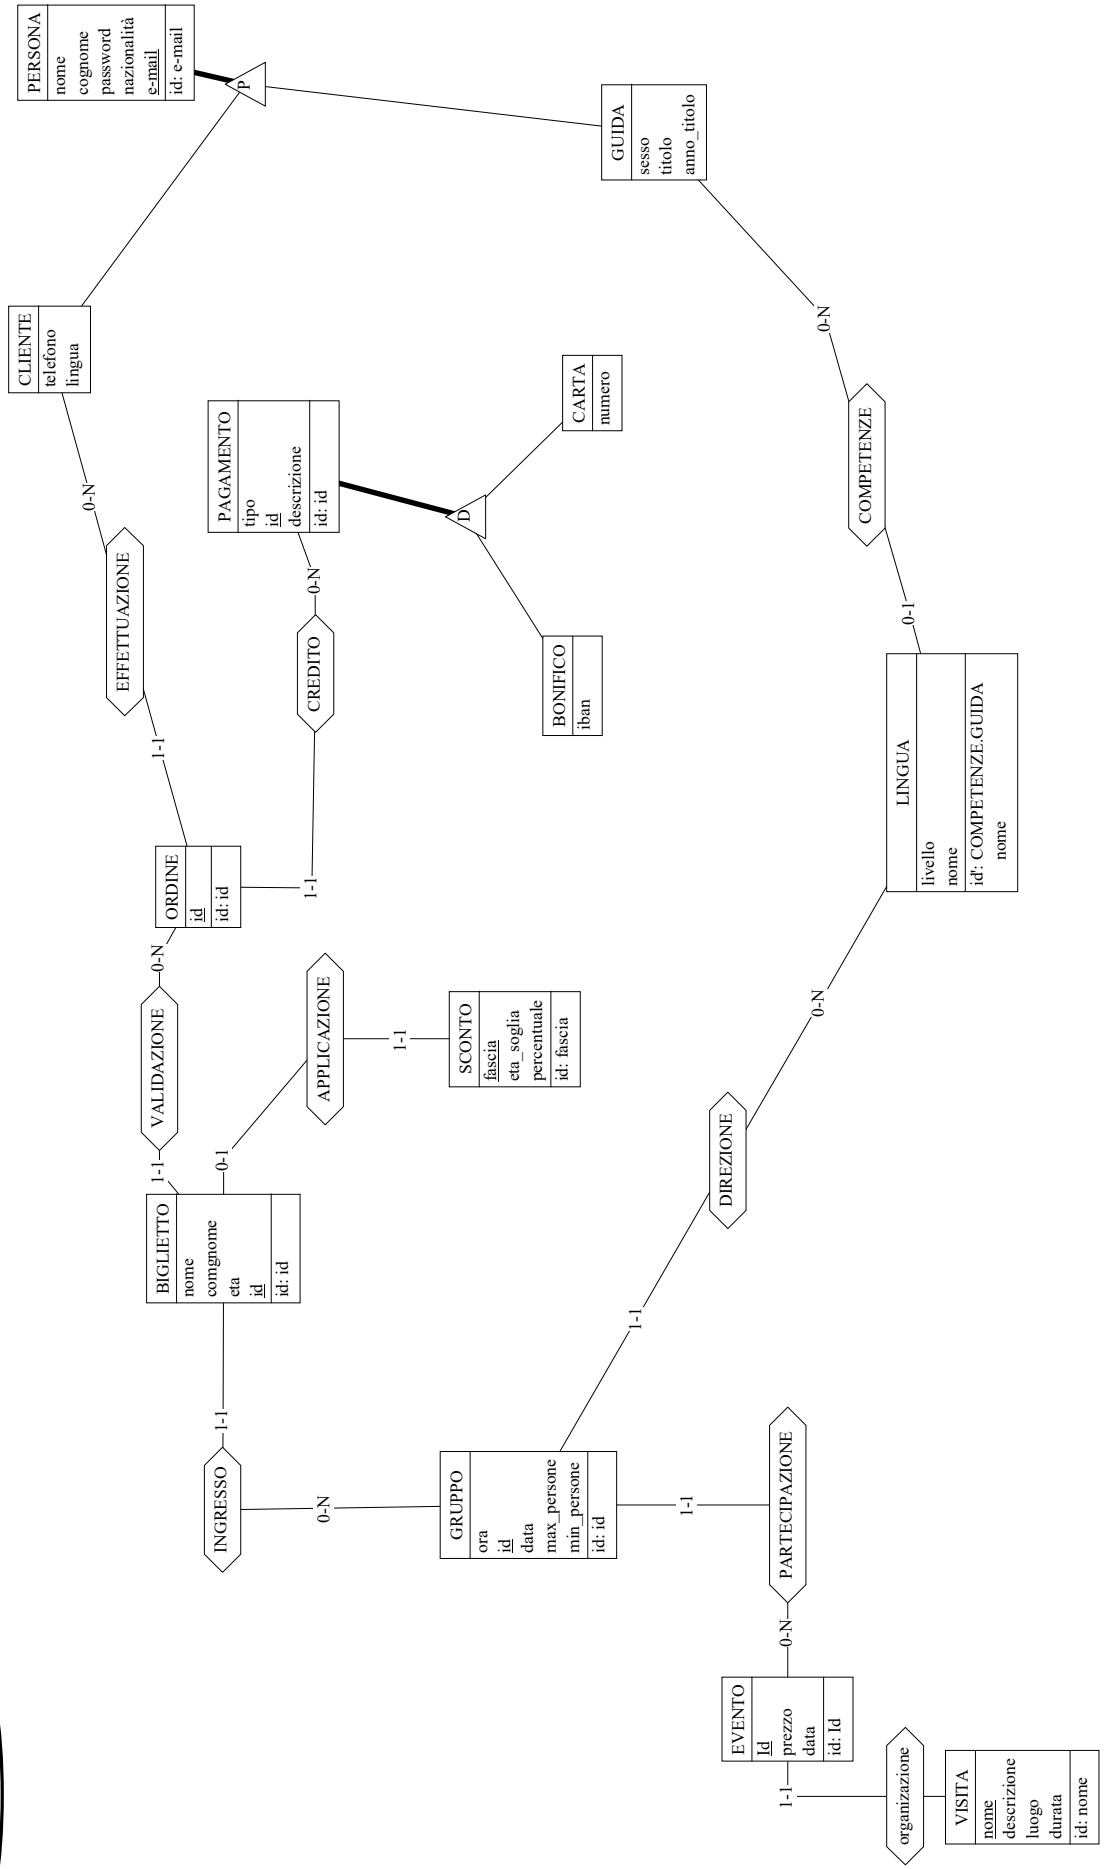 PERSONA
nome
cognome
password
nazionalità
e-mail
id: e-mail
P
CLIENTE
telefono
lingua
GUIDA
sesso
titolo
anno_titolo
0-N
EFFETTUAZIONE
1-1
PAGAMENTO
tipo
id
descrizione
id: id
D
CARTA
numero
BONIFICO
iban
0-N
CREDITO
1-1
0-N
COMPETENZE
0-1
ORDINE
id
id: id
LINGUA
livello
nome
id': COMPETENZE.GUIDA
nome
0-N
VALIDAZIONE
1-1
APPLICAZIONE
0-1
1-1
SCONTO
fascia
eta_soglia
percentuale
id: fascia
0-N
DIREZIONE
1-1
BIGLIETTO
nome
comgnome
eta
id
id: id
1-1
INGRESSO
0-N
GRUPPO
ora
id
data
max_persone
min_persone
id: id
1-1
PARTECIPAZIONE
0-N
EVENTO
Id
prezzo
data
id: Id
1-1
organizazione
VISITA
nome
descrizione
luogo
durata
id: nome